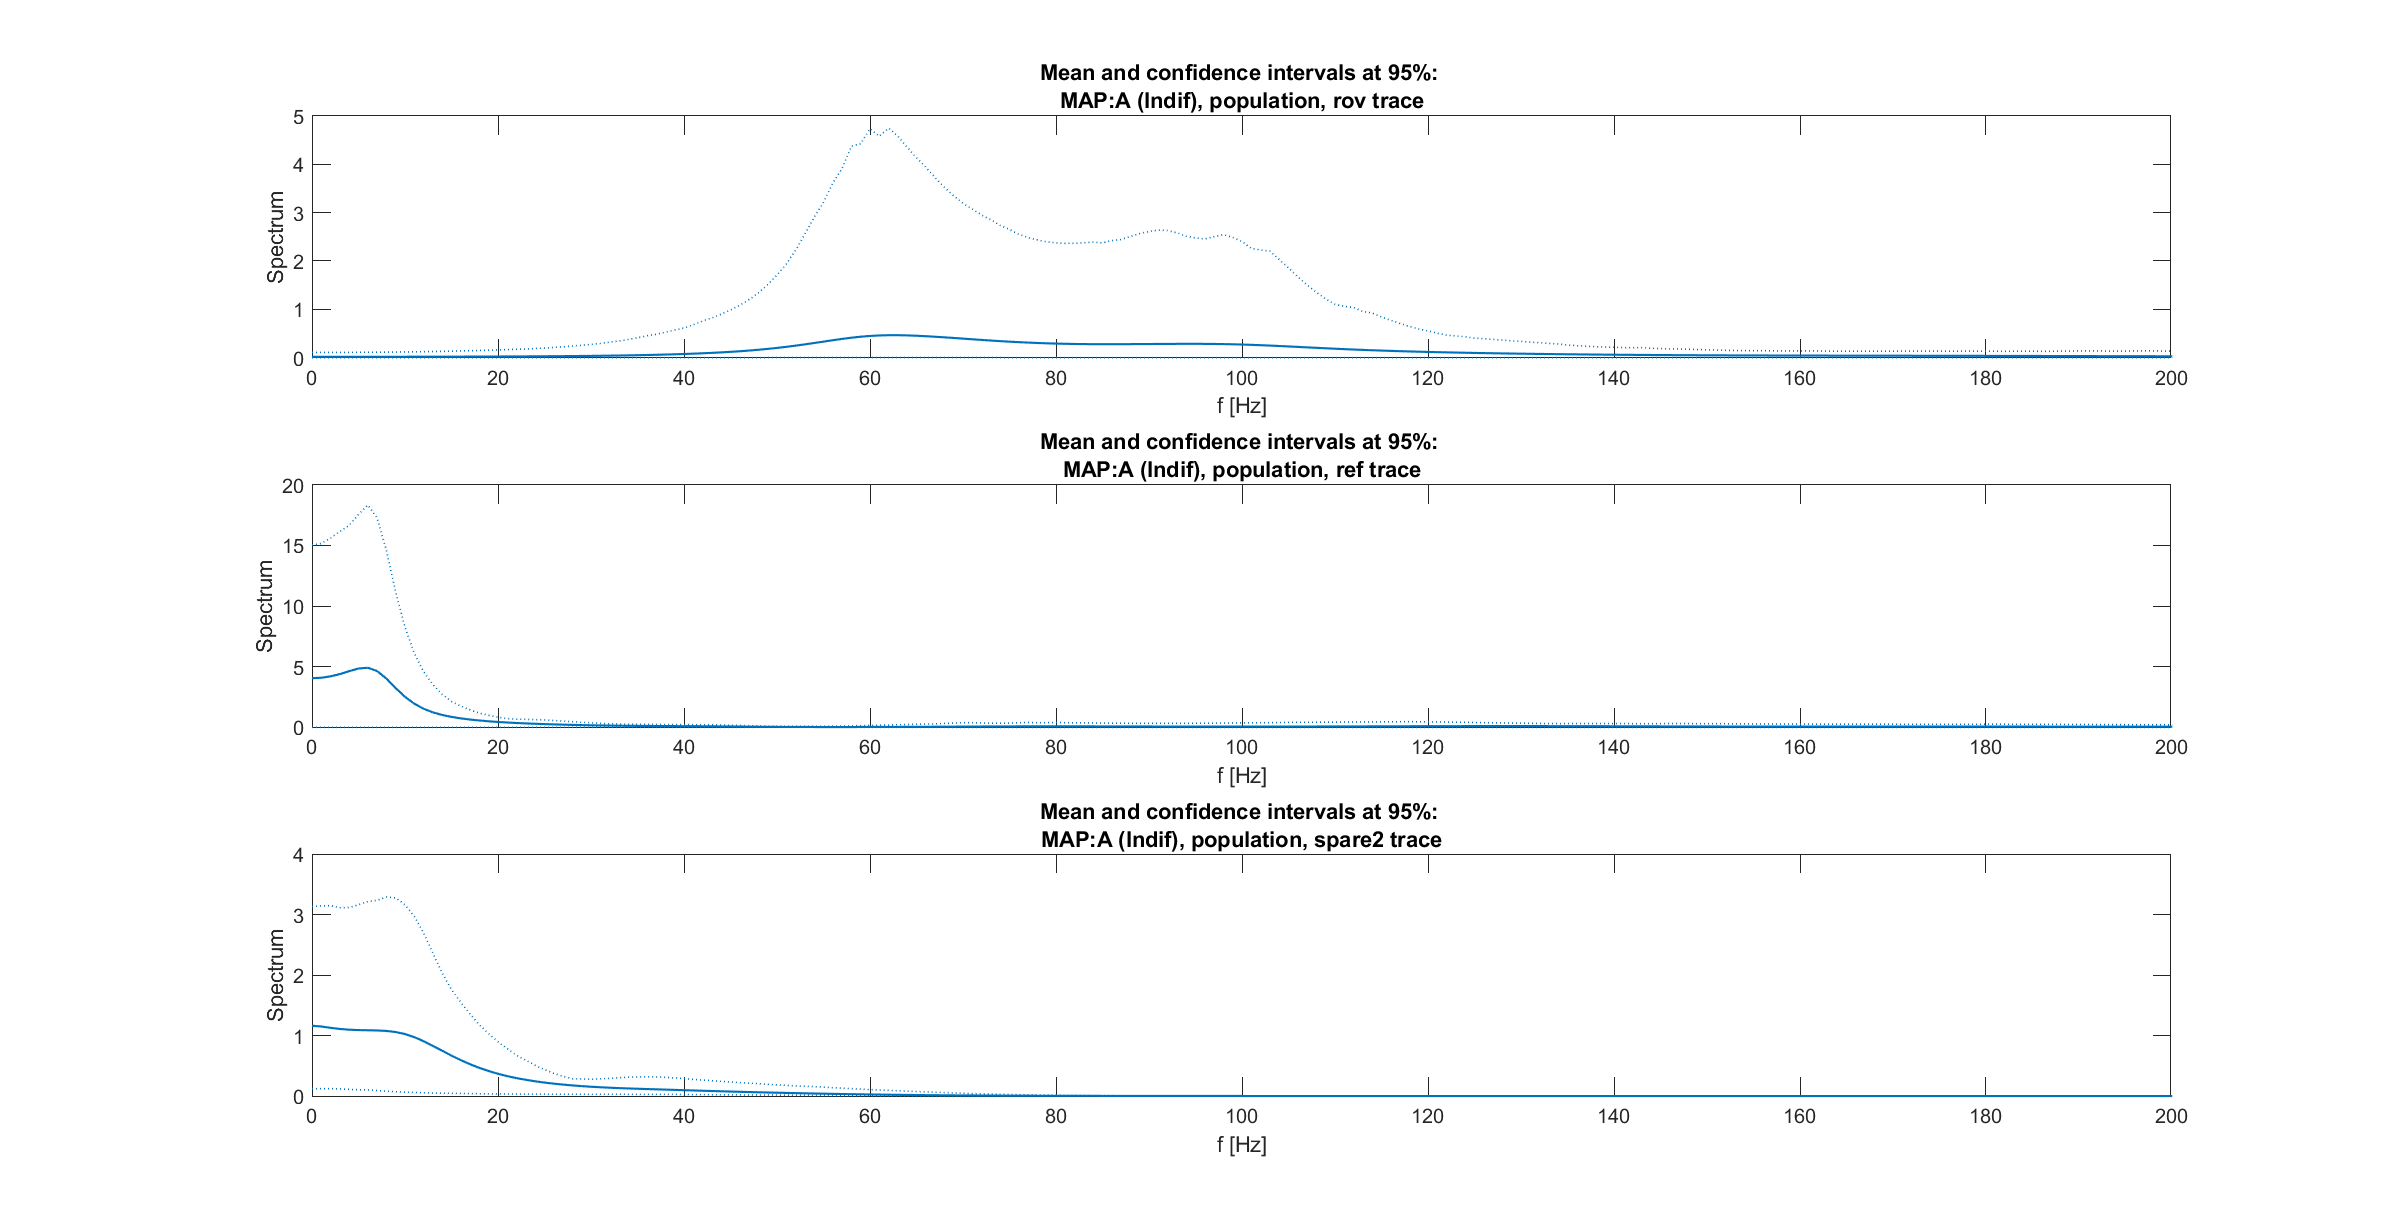 Mean and confidence intervals at 95%:
MAP:A (Indif), population, rov trace
5
4
3
2
1
0
Spectrum
0 20 40 60 80 100 120 140 160 180 200
f [Hz]
Mean and confidence intervals at 95%:
MAP:A (Indif), population, ref trace
20
15
10
5
0
Spectrum
0 20 40 60 80 100 120 140 160 180 200
f [Hz]
Mean and confidence intervals at 95%:
MAP:A (Indif), population, spare2 trace
4
3
2
1
0
Spectrum
0 20 40 60 80 100 120 140 160 180 200
f [Hz]